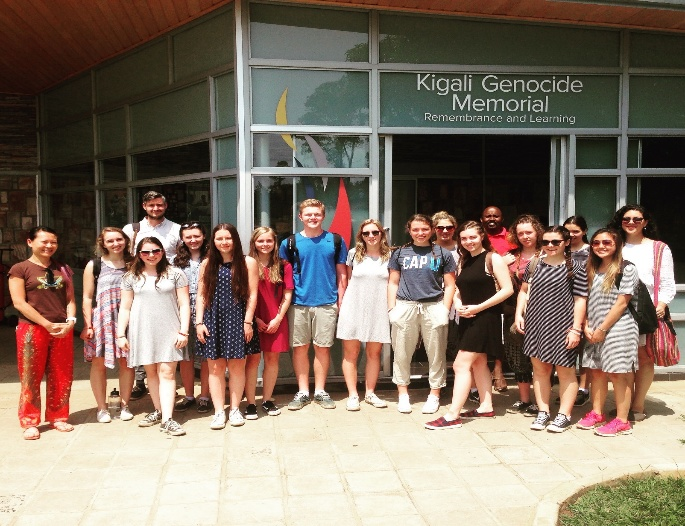 Kigali Genocide
Memorial
Remembrance and Learning
CAP